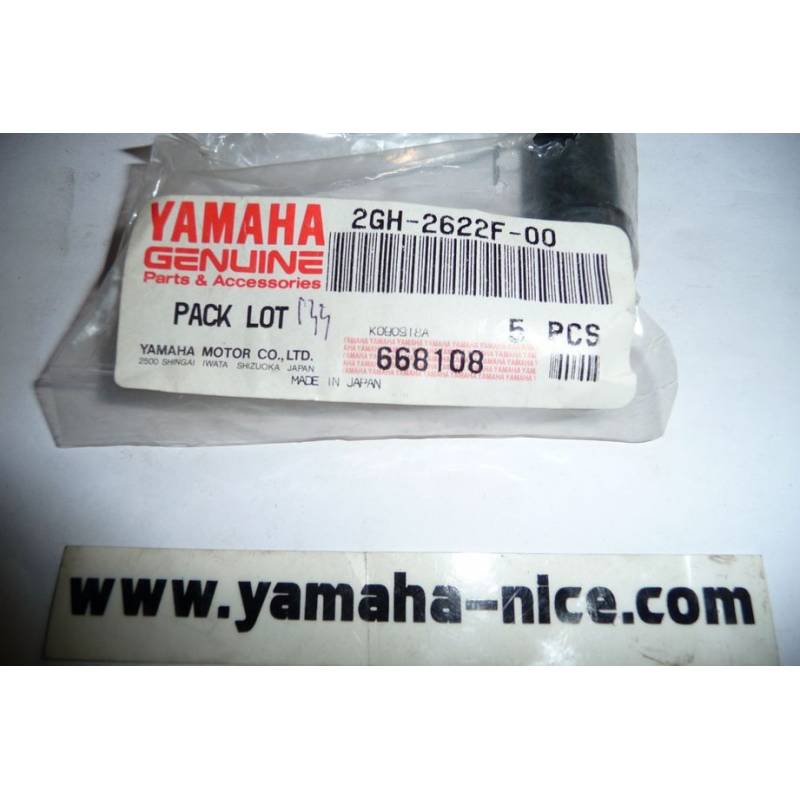 YAMAHA
GENUINE
Parts & Accessories
2GH-2622F-00
PACK LOT
K080918A
5 PCS
YAMAHA MOTOR CO., LTD.
2500 SHINGAI IWATA SHIZUOKA JAPAN
668108
MADE IN JAPAN
www.yamaha-nice.com